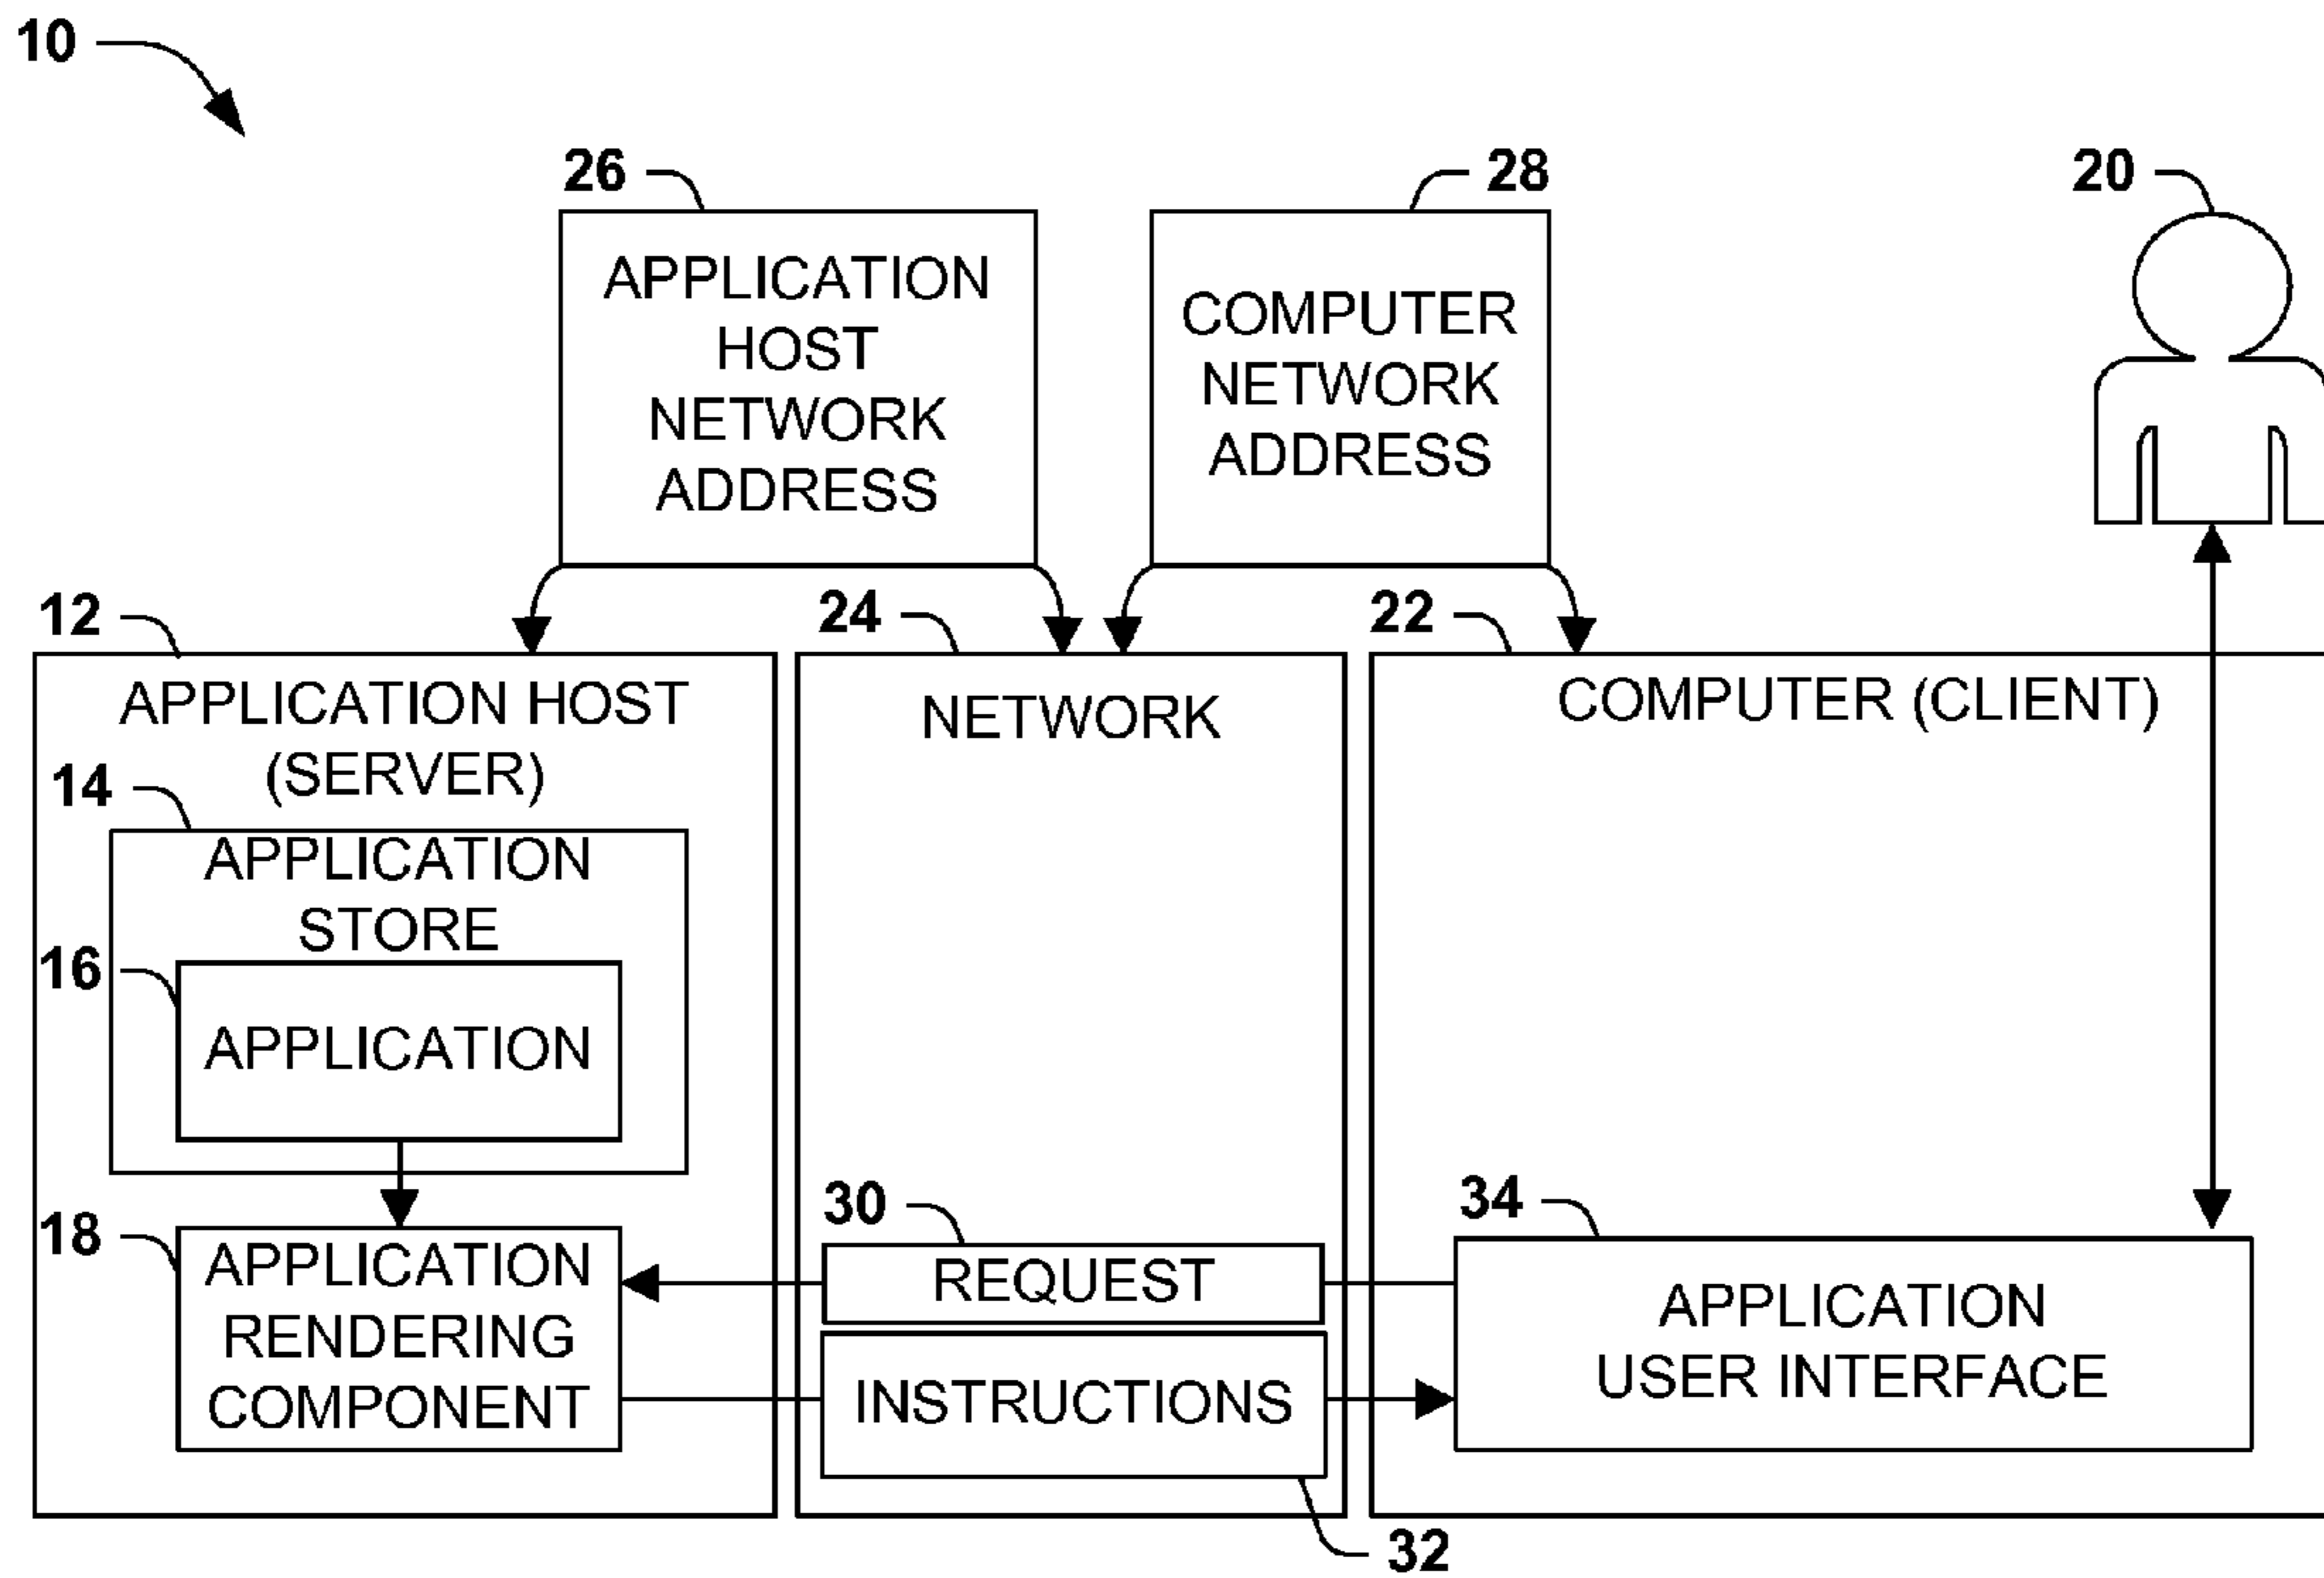 10
26
APPLICATION
HOST
NETWORK
ADDRESS
28
COMPUTER
NETWORK
ADDRESS
20
12
APPLICATION HOST
(SERVER)
14
APPLICATION
STORE
16
APPLICATION
18
APPLICATION
RENDERING
COMPONENT
24
NETWORK
30
REQUEST
INSTRUCTIONS
32
22
COMPUTER (CLIENT)
34
APPLICATION
USER INTERFACE